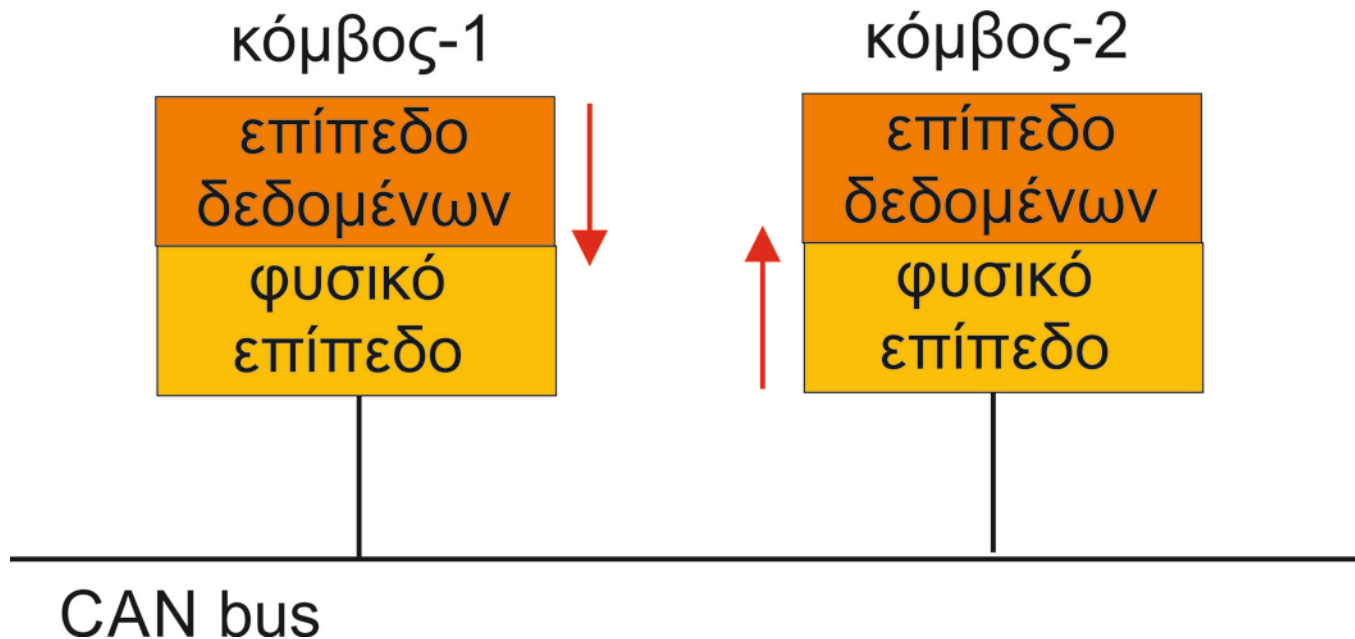 κόμβος-1
επίπεδο
δεδομένων
φυσικό
επίπεδο
κόμβος-2
επίπεδο
δεδομένων
φυσικό
επίπεδο
CAN bus